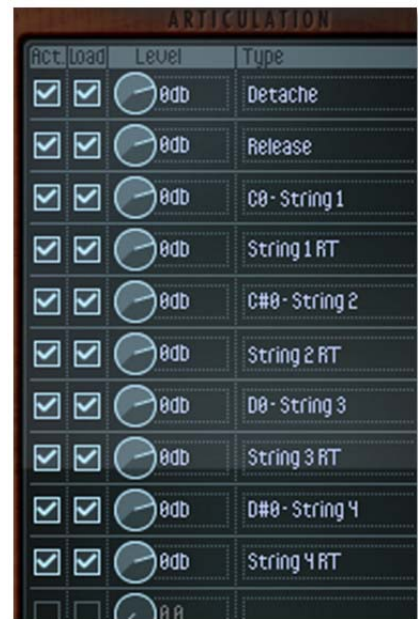 ARTICULATION
Act. Load Level Type
0db Detache
0db Release
0db C0 - String 1
0db String 1 RT
0db C#0 - String 2
0db String 2 RT
0db D0 - String 3
0db String 3 RT
0db D#0 - String 4
0db String 4 RT
0.0